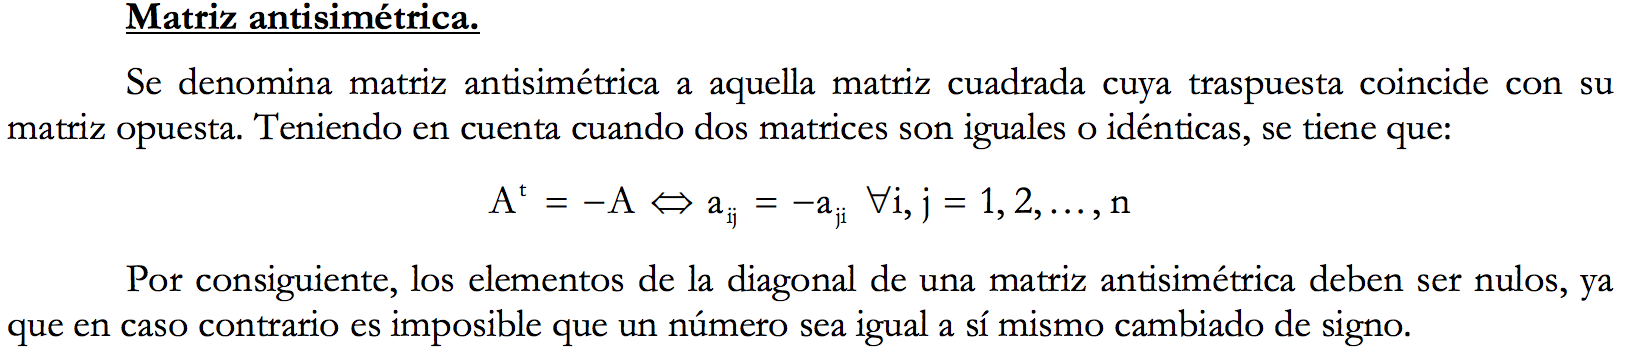 Matriz antisimétrica.
Se denomina matriz antisimétrica a aquella matriz cuadrada cuya traspuesta coincide con su
matriz opuesta. Teniendo en cuenta cuando dos matrices son iguales o idénticas, se tiene que:
Aᵗ = −A ⇔ aᵢⱼ = −aⱼᵢ ∀i, j = 1, 2, …, n
Por consiguiente, los elementos de la diagonal de una matriz antisimétrica deben ser nulos, ya
que en caso contrario es imposible que un número sea igual a sí mismo cambiado de signo.